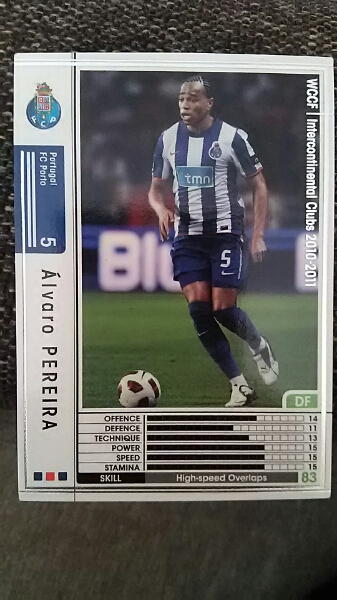 WCCF | Intercontinental Clubs 2010-2011
Portugal
FC Porto
5
Álvaro PEREIRA
tmn
5
DF
OFFENCE 14
DEFENCE 11
TECHNIQUE 13
POWER 15
SPEED 15
STAMINA 15
SKILL High-speed Overlaps 83